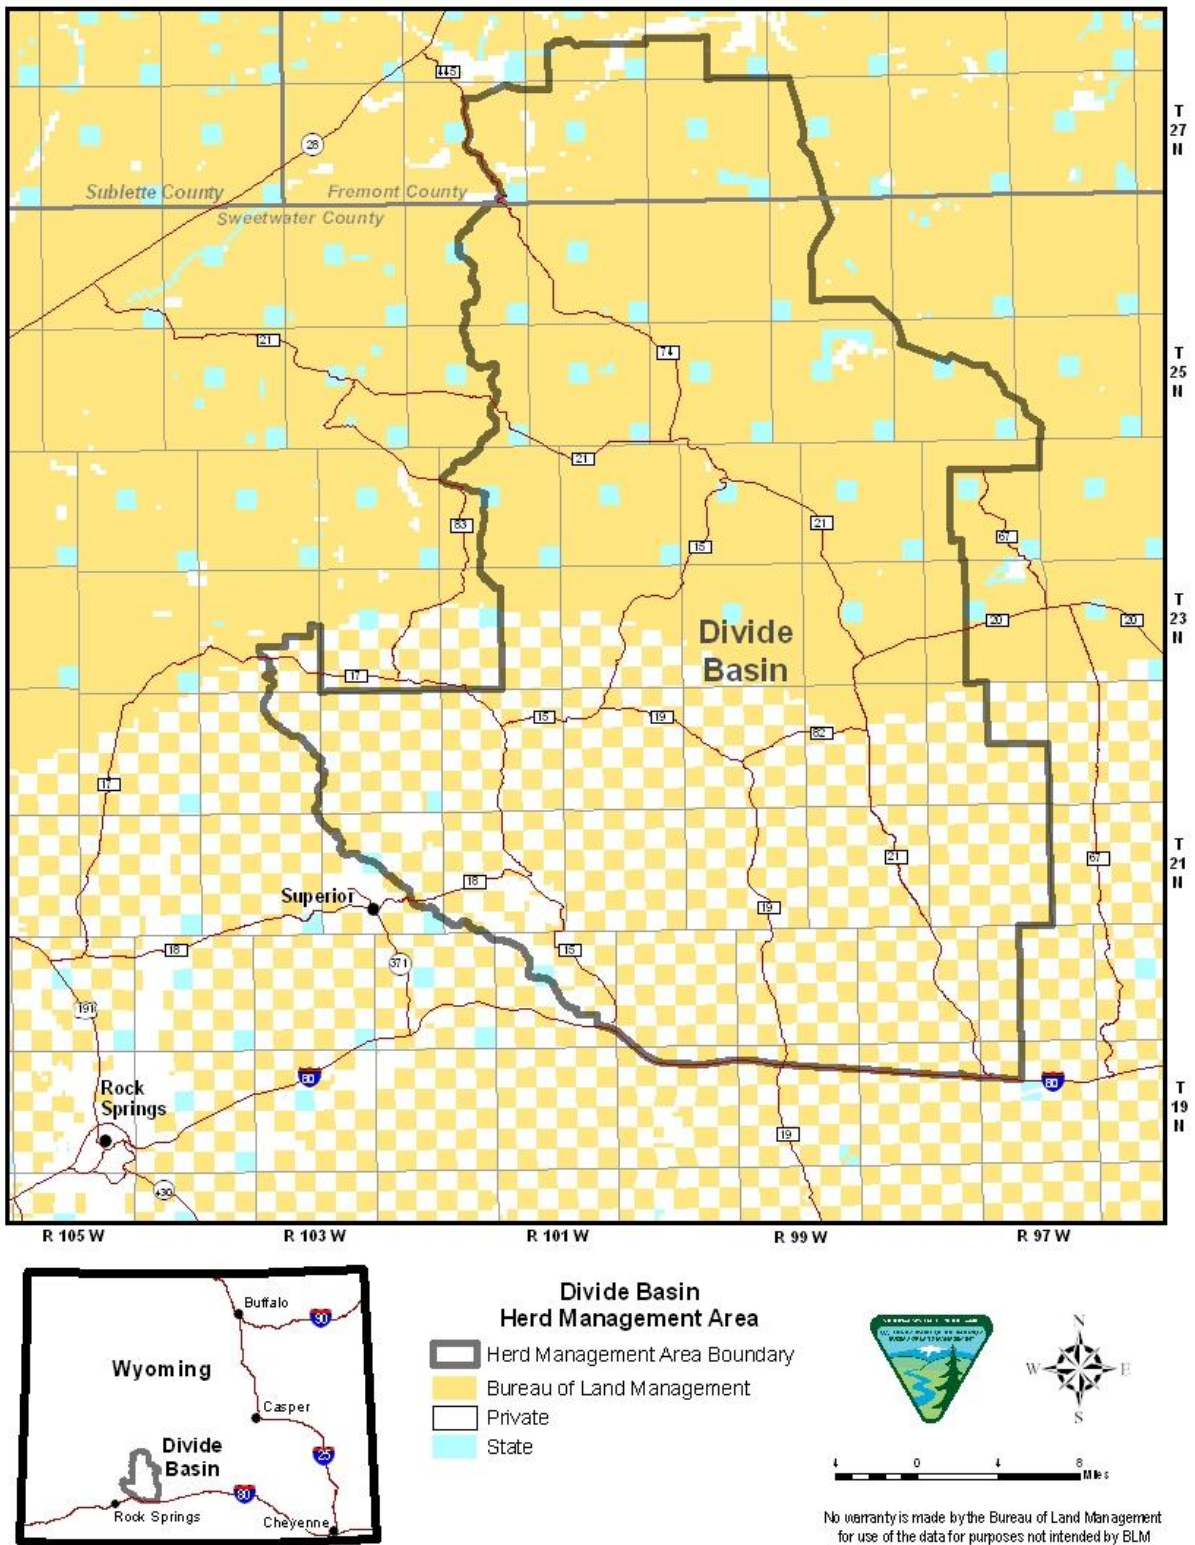 445
T
27
N
28
Sublette County
Fremont County
Sweetwater County
21
74
T
25
N
21
83
21
15
67
T
23
N
20
20
Divide
Basin
17
15
19
82
17
21
67
T
21
N
18
Superior
19
18
15
371
191
80
80
Rock
Springs
T
19
N
19
430
R 105 W
R 103 W
R 101 W
R 99 W
R 97 W
Buffalo
90
Wyoming
Casper
Divide
Basin
25
80
Rock Springs
Cheyenne
Divide Basin
Herd Management Area
Herd Management Area Boundary
Bureau of Land Management
Private
State
N
W
E
S
4 0 4 8
Miles
No warranty is made by the Bureau of Land Management
for use of the data for purposes not intended by BLM